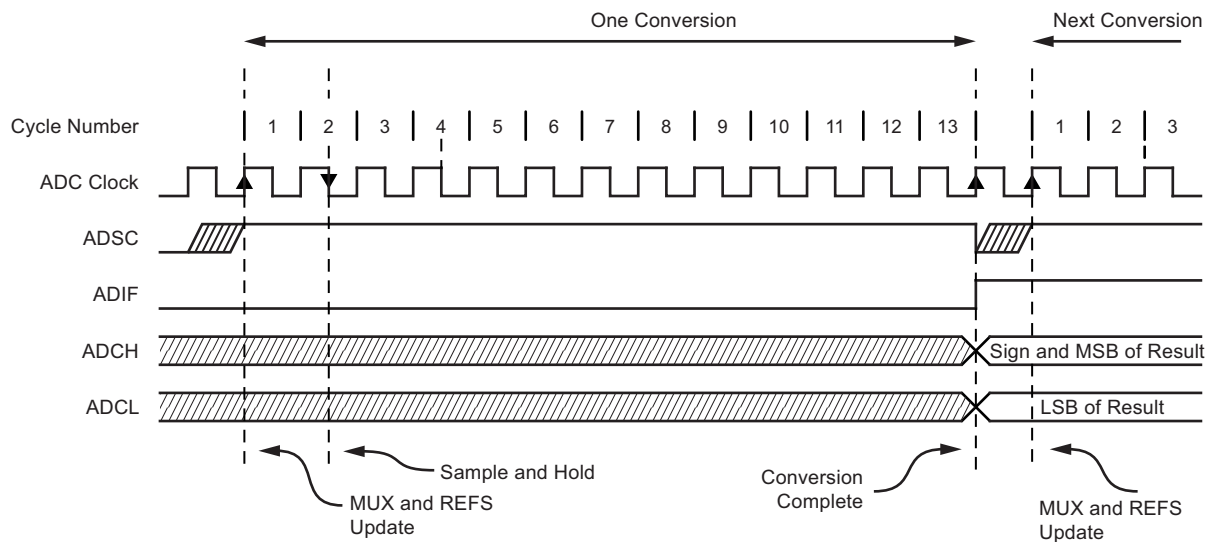 One Conversion
Next Conversion
Cycle Number 1 2 3 4 5 6 7 8 9 10 11 12 13 1 2 3
ADC Clock
ADSC
ADIF
ADCH
Sign and MSB of Result
ADCL
LSB of Result
Sample and Hold
MUX and REFS
Update
Conversion
Complete
MUX and REFS
Update